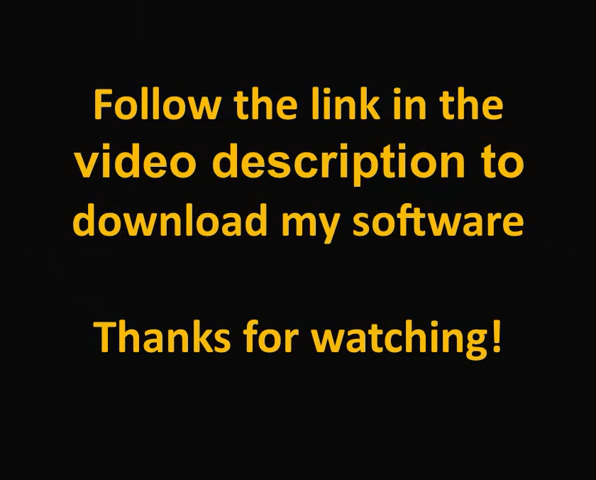 Follow the link in the
video description to
download my software
Thanks for watching!